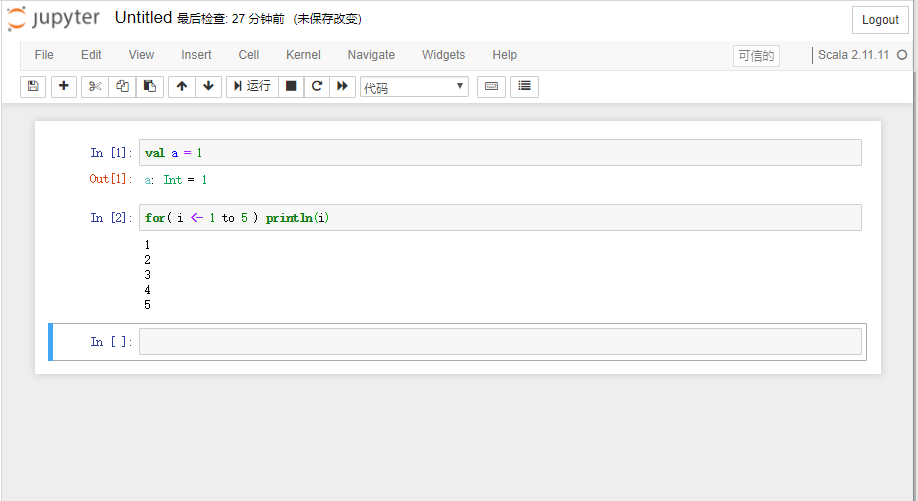 jupyter Untitled 最后检查: 27 分钟前 (未保存改变) Logout
File Edit View Insert Cell Kernel Navigate Widgets Help 可信的 Scala 2.11.11
运行 代码
In [1]: val a = 1
Out[1]: a: Int = 1
In [2]: for( i <- 1 to 5 ) println(i)
1
2
3
4
5
In [ ]: